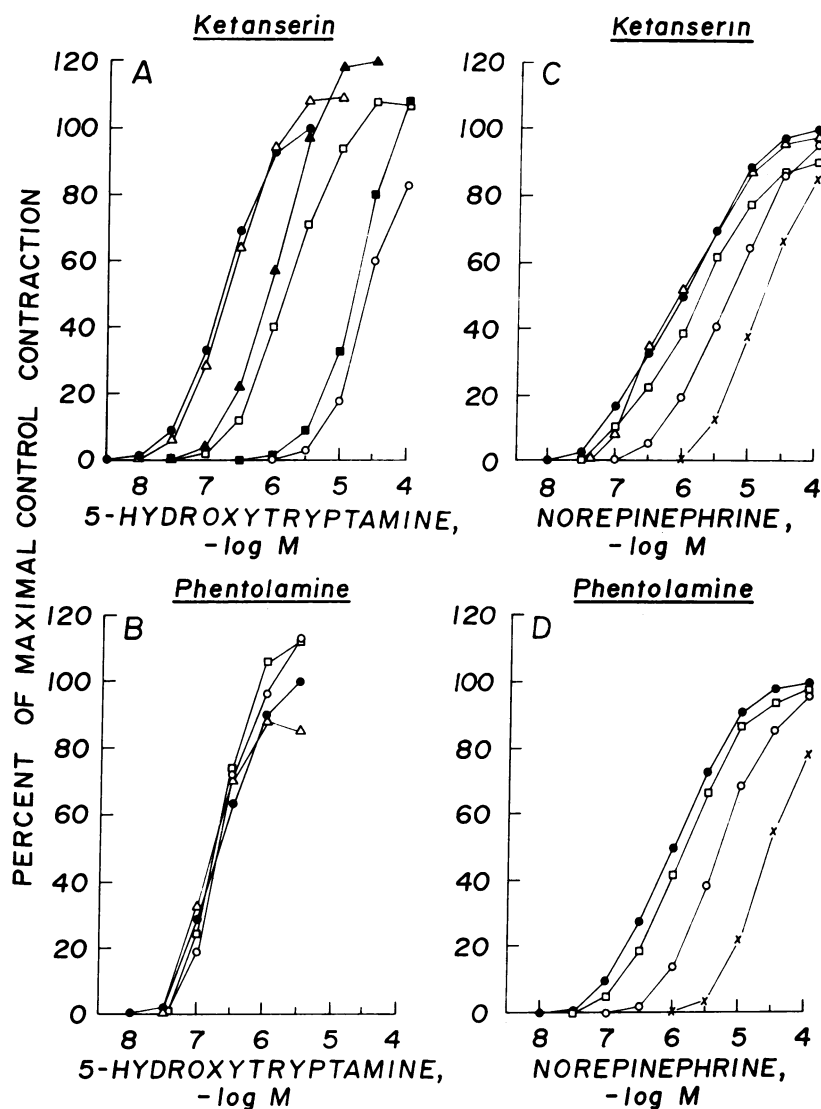 Ketanserin
Ketanserin
PERCENT OF MAXIMAL CONTROL CONTRACTION
A
120
100
80
60
40
20
0
8 7 6 5 4
5-HYDROXYTRYPTAMINE,
-log M
C
120
100
80
60
40
20
0
8 7 6 5 4
NOREPINEPHRINE,
-log M
Phentolamine
B
120
100
80
60
40
20
0
8 7 6 5 4
5-HYDROXYTRYPTAMINE,
-log M
Phentolamine
D
120
100
80
60
40
20
0
8 7 6 5 4
NOREPINEPHRINE,
-log M